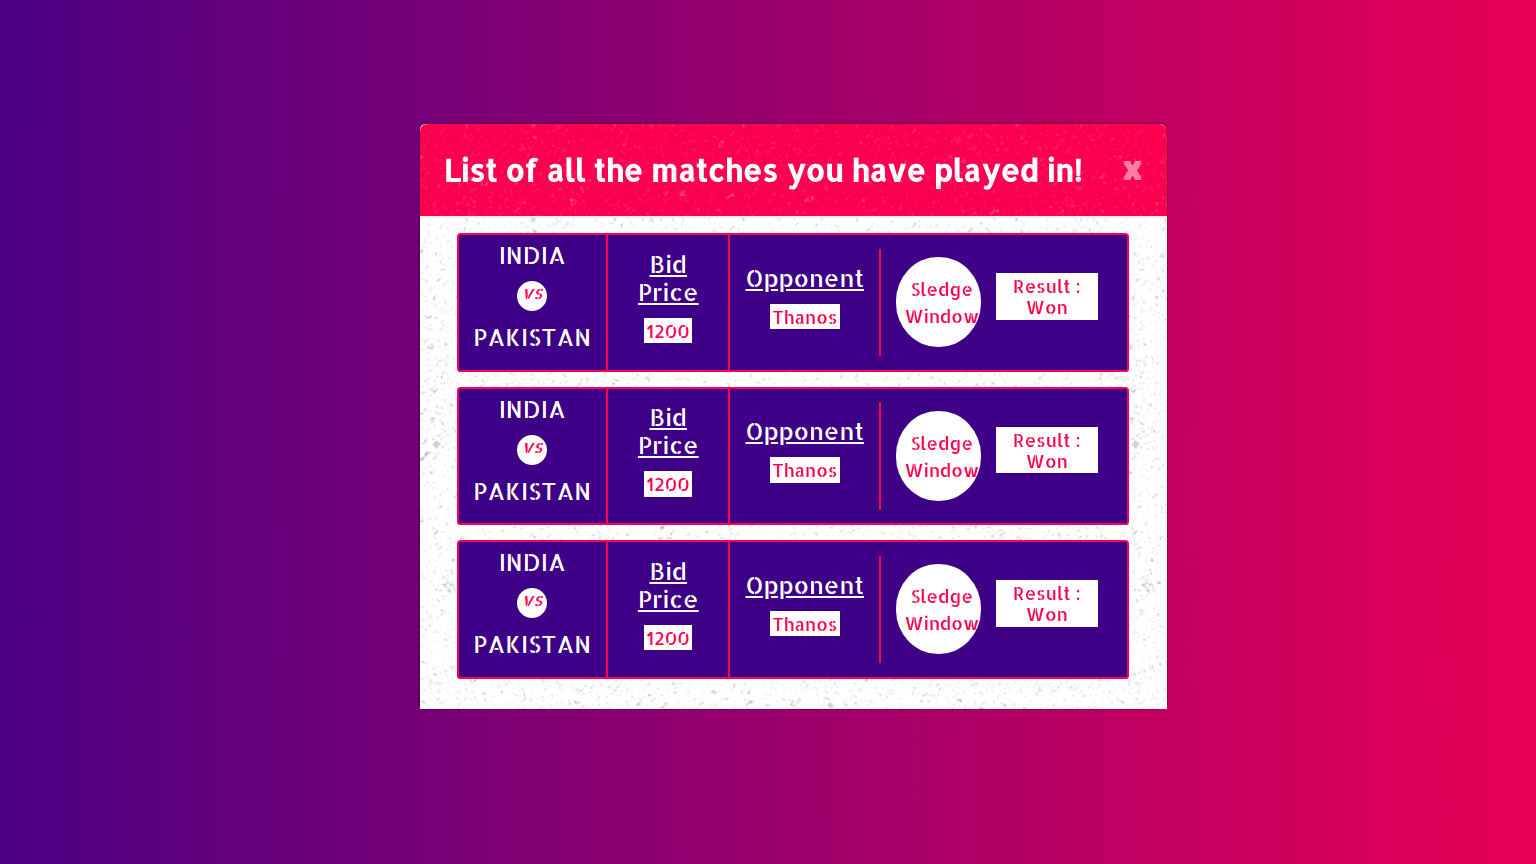 List of all the matches you have played in!
x
INDIA
VS
PAKISTAN
Bid
Price
1200
Opponent
Thanos
Sledge
Window
Result :
Won
INDIA
VS
PAKISTAN
Bid
Price
1200
Opponent
Thanos
Sledge
Window
Result :
Won
INDIA
VS
PAKISTAN
Bid
Price
1200
Opponent
Thanos
Sledge
Window
Result :
Won